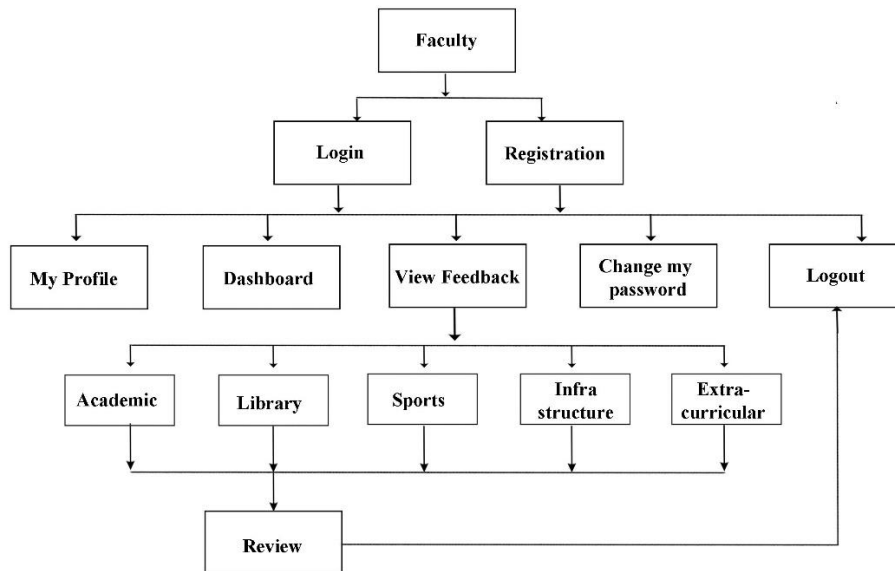 Faculty
Login
Registration
My Profile
Dashboard
View Feedback
Change my
password
Logout
Academic
Library
Sports
Infra
structure
Extra-
curricular
Review